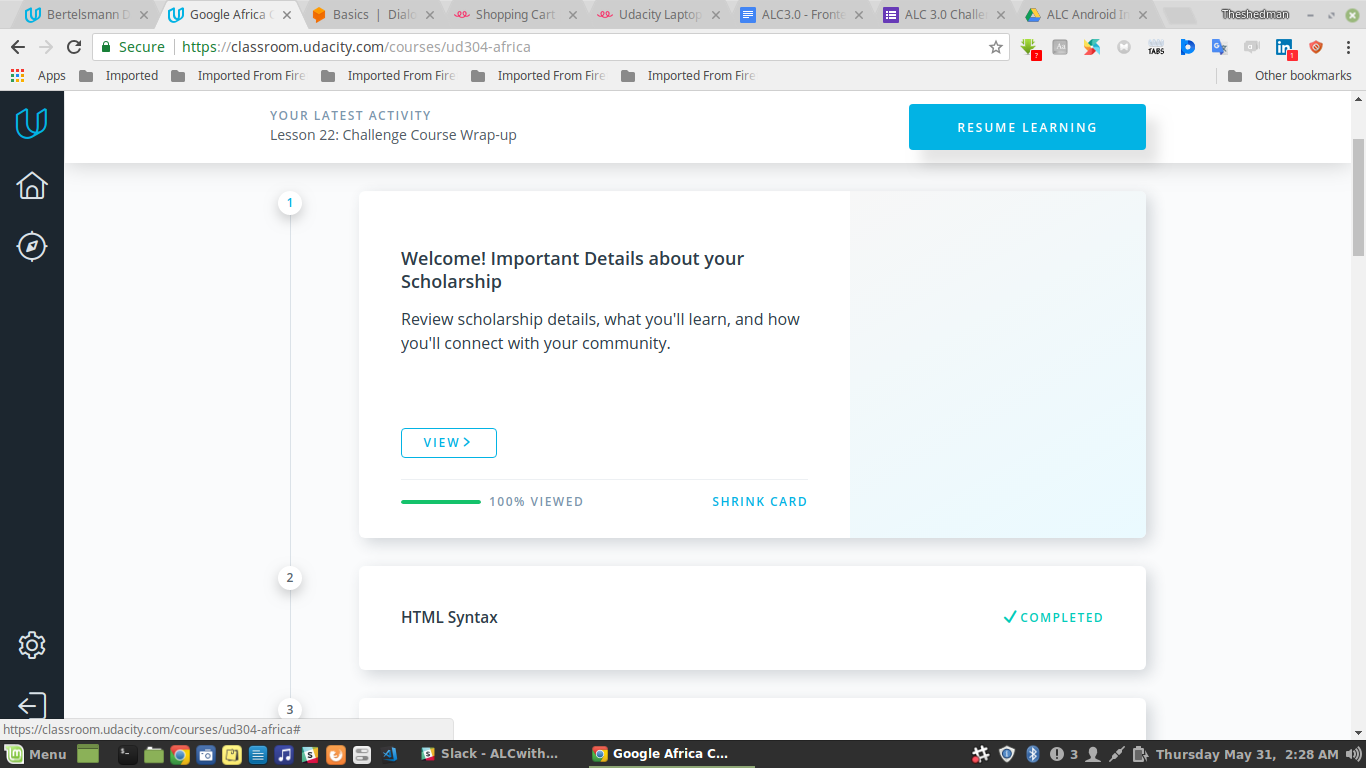 Bertelsmann D
Google Africa C
Basics | Dialo
Shopping Cart
Udacity Laptop
ALC3.0 - Fronte
ALC 3.0 Challen
ALC Android In
Theshedman
Secure https://classroom.udacity.com/courses/ud304-africa
Apps Imported Imported From Fire Imported From Fire Imported From Fire Imported From Fire Other bookmarks
YOUR LATEST ACTIVITY
Lesson 22: Challenge Course Wrap-up
RESUME LEARNING
1
Welcome! Important Details about your
Scholarship
Review scholarship details, what you'll learn, and how
you'll connect with your community.
VIEW
100% VIEWED SHRINK CARD
2
HTML Syntax COMPLETED
3
https://classroom.udacity.com/courses/ud304-africa#
Menu Slack - ALCwith... Google Africa C... 3 Thursday May 31, 2:28 AM